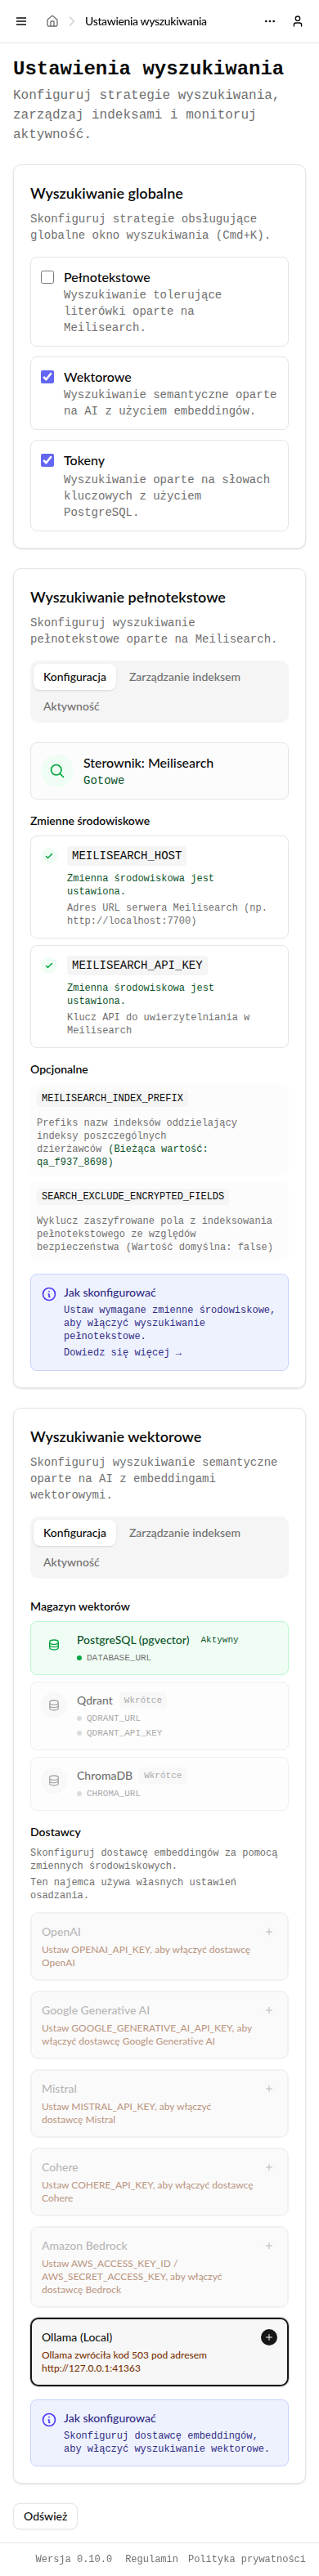 Ustawienia wyszukiwania
Ustawienia wyszukiwania
Konfiguruj strategie wyszukiwania,
zarządzaj indeksami i monitoruj
aktywność.
Wyszukiwanie globalne
Skonfiguruj strategie obsługujące
globalne okno wyszukiwania (Cmd+K).
Pełnotekstowe
Wyszukiwanie tolerujące
literówki oparte na
Meilisearch.
Wektorowe
Wyszukiwanie semantyczne oparte
na AI z użyciem embeddingów.
Tokeny
Wyszukiwanie oparte na słowach
kluczowych z użyciem
PostgreSQL.
Wyszukiwanie pełnotekstowe
Skonfiguruj wyszukiwanie
pełnotekstowe oparte na Meilisearch.
Konfiguracja
Zarządzanie indeksem
Aktywność
Sterownik: Meilisearch
Gotowe
Zmienne środowiskowe
MEILISEARCH_HOST
Zmienna środowiskowa jest
ustawiona.
Adres URL serwera Meilisearch (np.
http://localhost:7700)
MEILISEARCH_API_KEY
Zmienna środowiskowa jest
ustawiona.
Klucz API do uwierzytelniania w
Meilisearch
Opcjonalne
MEILISEARCH_INDEX_PREFIX
Prefiks nazw indeksów oddzielający
indeksy poszczególnych
dzierżawców (Bieżąca wartość:
qa_f937_8698)
SEARCH_EXCLUDE_ENCRYPTED_FIELDS
Wyklucz zaszyfrowane pola z indeksowania
pełnotekstowego ze względów
bezpieczeństwa (Wartość domyślna: false)
Jak skonfigurować
Ustaw wymagane zmienne środowiskowe,
aby włączyć wyszukiwanie
pełnotekstowe.
Dowiedz się więcej →
Wyszukiwanie wektorowe
Skonfiguruj wyszukiwanie semantyczne
oparte na AI z embeddingami
wektorowymi.
Konfiguracja
Zarządzanie indeksem
Aktywność
Magazyn wektorów
PostgreSQL (pgvector) Aktywny
DATABASE_URL
Qdrant Wkrótce
QDRANT_URL
QDRANT_API_KEY
ChromaDB Wkrótce
CHROMA_URL
Dostawcy
Skonfiguruj dostawcę embeddingów za pomocą
zmiennych środowiskowych.
Ten najemca używa własnych ustawień
osadzania.
OpenAI
Ustaw OPENAI_API_KEY, aby włączyć dostawcę
OpenAI
Google Generative AI
Ustaw GOOGLE_GENERATIVE_AI_API_KEY, aby
włączyć dostawcę Google Generative AI
Mistral
Ustaw MISTRAL_API_KEY, aby włączyć
dostawcę Mistral
Cohere
Ustaw COHERE_API_KEY, aby włączyć dostawcę
Cohere
Amazon Bedrock
Ustaw AWS_ACCESS_KEY_ID /
AWS_SECRET_ACCESS_KEY, aby włączyć
dostawcę Bedrock
Ollama (Local)
Ollama zwróciła kod 503 pod adresem
http://127.0.0.1:41363
Jak skonfigurować
Skonfiguruj dostawcę embeddingów,
aby włączyć wyszukiwanie wektorowe.
Odśwież
Wersja 0.10.0 Regulamin Polityka prywatności